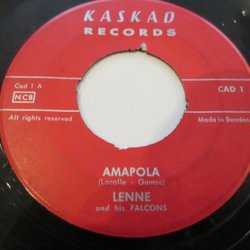 KASKAD
RECORDS
Cad 1 A
CAD 1
NCB
All rights reserved
Made in Sweden
AMAPOLA
(Lacalle - Gamse)
LENNE
and his FALCONS